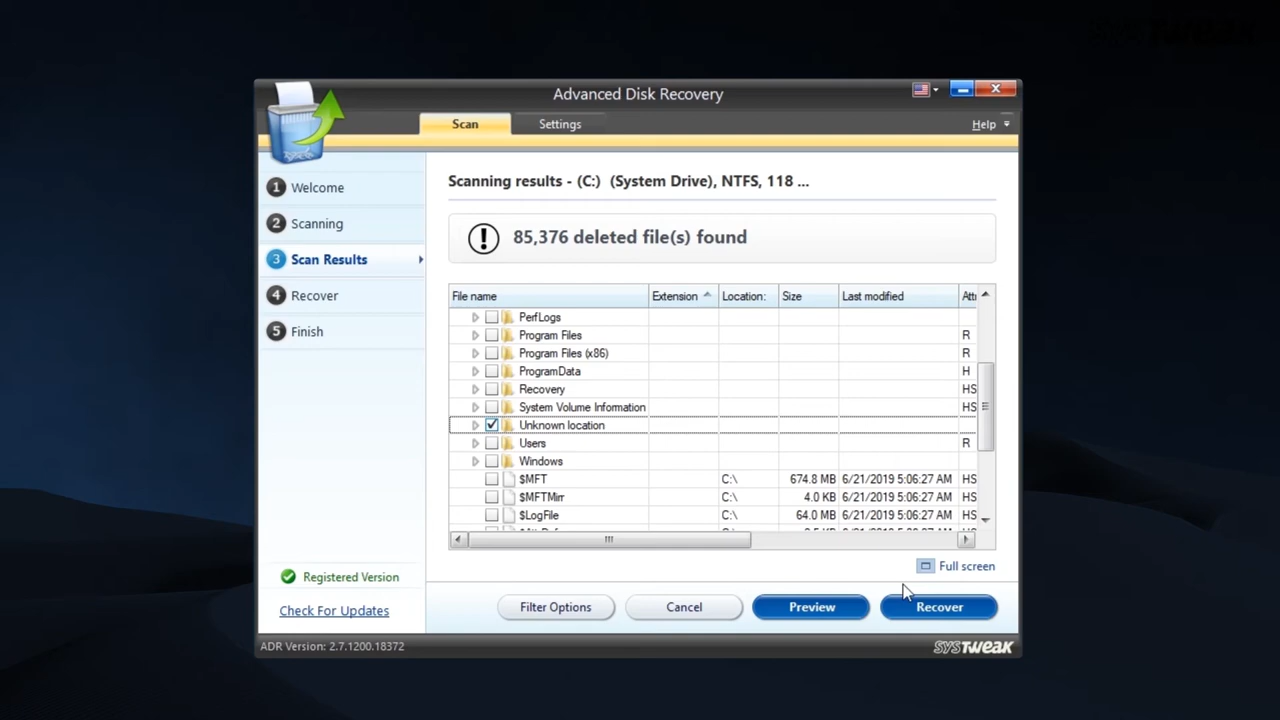 Advanced Disk Recovery
Scan
Settings
Help
1 Welcome
2 Scanning
3 Scan Results
4 Recover
5 Finish
Registered Version
Check For Updates
Scanning results - (C:) (System Drive), NTFS, 118 ...
85,376 deleted file(s) found
File name Extension Location: Size Last modified
PerfLogs
Program Files R
Program Files (x86) R
ProgramData H
Recovery HS
System Volume Information HS
Unknown location
Users R
Windows
$MFT C:\ 674.8 MB 6/21/2019 5:06:27 AM HS
$MFTMirr C:\ 4.0 KB 6/21/2019 5:06:27 AM HS
$LogFile C:\ 64.0 MB 6/21/2019 5:06:27 AM HS
Full screen
Filter Options
Cancel
Preview
Recover
ADR Version: 2.7.1200.18372
SYSTWEAK